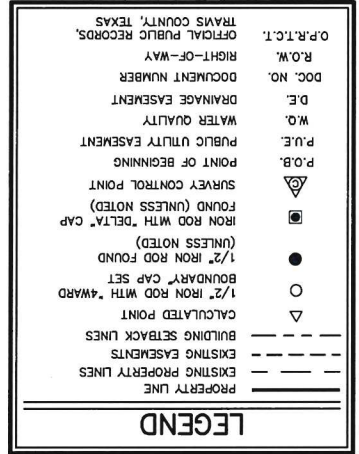 LEGEND
PROPERTY LINE
EXISTING PROPERTY LINES
EXISTING EASEMENTS
BUILDING SETBACK LINES
CALCULATED POINT
1/2" IRON ROD WITH "4WARD
BOUNDARY" CAP SET
1/2" IRON ROD FOUND
(UNLESS NOTED)
IRON ROD WITH "DELTA" CAP
FOUND (UNLESS NOTED)
C SURVEY CONTROL POINT
P.O.B. POINT OF BEGINNING
P.U.E. PUBLIC UTILITY EASEMENT
W.Q. WATER QUALITY
D.E. DRAINAGE EASEMENT
DOC. NO. DOCUMENT NUMBER
R.O.W. RIGHT-OF-WAY
O.P.R.T.C.T. OFFICIAL PUBLIC RECORDS,
TRAVIS COUNTY, TEXAS